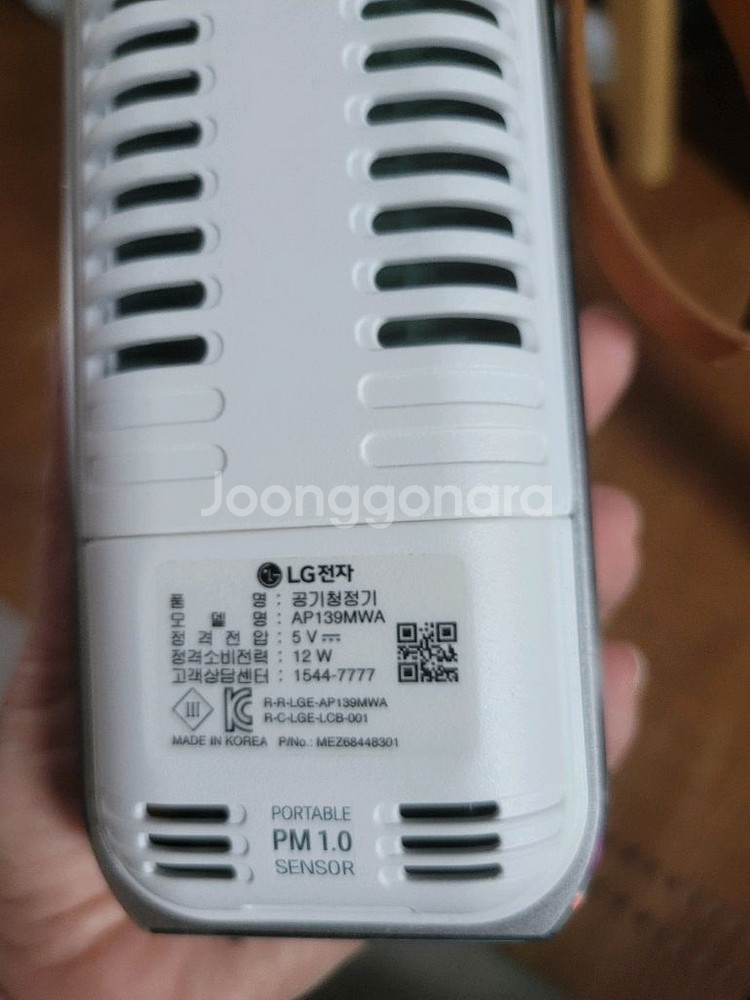 Joonggonara
LG전자
품 명 : 공기청정기
모 델 명 : AP139MWA
정 격 전 압 : 5 V
정격소비전력 : 12 W
고객상담센터 : 1544-7777
R-R-LGE-AP139MWA
R-C-LGE-LCB-001
MADE IN KOREA P/No.: MEZ68448301
PORTABLE
PM 1.0
SENSOR